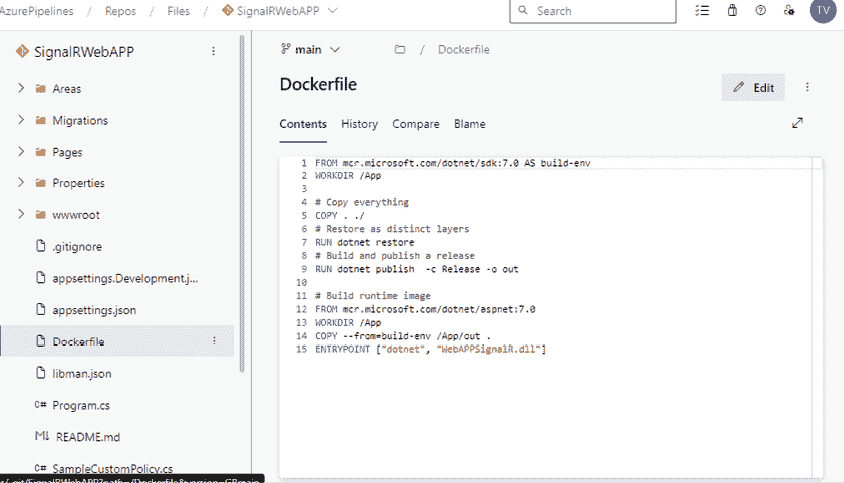 AzurePipelines / Repos / Files / SignalRWebAPP
Search
TV
SignalRWebAPP
Areas
Migrations
Pages
Properties
wwwroot
.gitignore
appsettings.Development.j...
appsettings.json
Dockerfile
libman.json
C# Program.cs
M↓ README.md
C# SampleCustomPolicy.cs
main / Dockerfile
Dockerfile
Edit
Contents History Compare Blame
1 FROM mcr.microsoft.com/dotnet/sdk:7.0 AS build-env
2 WORKDIR /App
3
4 # Copy everything
5 COPY . ./
6 # Restore as distinct layers
7 RUN dotnet restore
8 # Build and publish a release
9 RUN dotnet publish  -c Release -o out
10
11 # Build runtime image
12 FROM mcr.microsoft.com/dotnet/aspnet:7.0
13 WORKDIR /App
14 COPY --from=build-env /App/out .
15 ENTRYPOINT ["dotnet", "WebAPPSignalR.dll"]